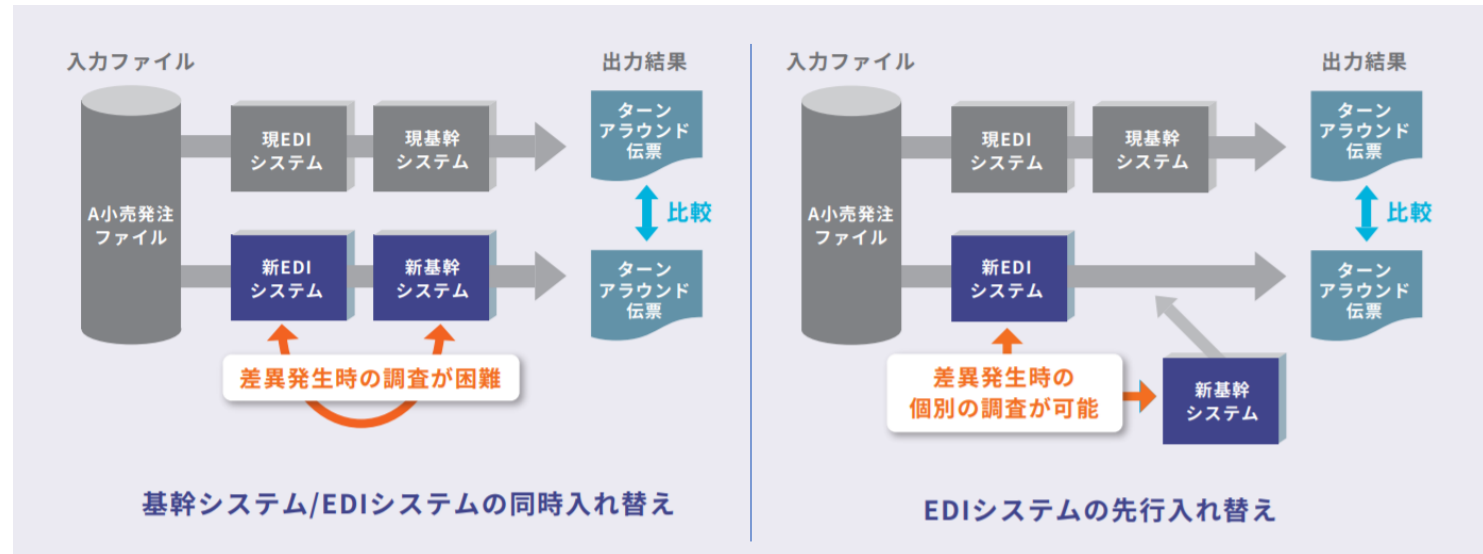 入力ファイル
出力結果
A小売発注
ファイル
現EDI
システム
現基幹
システム
ターン
アラウンド
伝票
比較
新EDI
システム
新基幹
システム
ターン
アラウンド
伝票
差異発生時の調査が困難
基幹システム/EDIシステムの同時入れ替え
入力ファイル
出力結果
A小売発注
ファイル
現EDI
システム
現基幹
システム
ターン
アラウンド
伝票
比較
新EDI
システム
ターン
アラウンド
伝票
差異発生時の
個別の調査が可能
新基幹
システム
EDIシステムの先行入れ替え